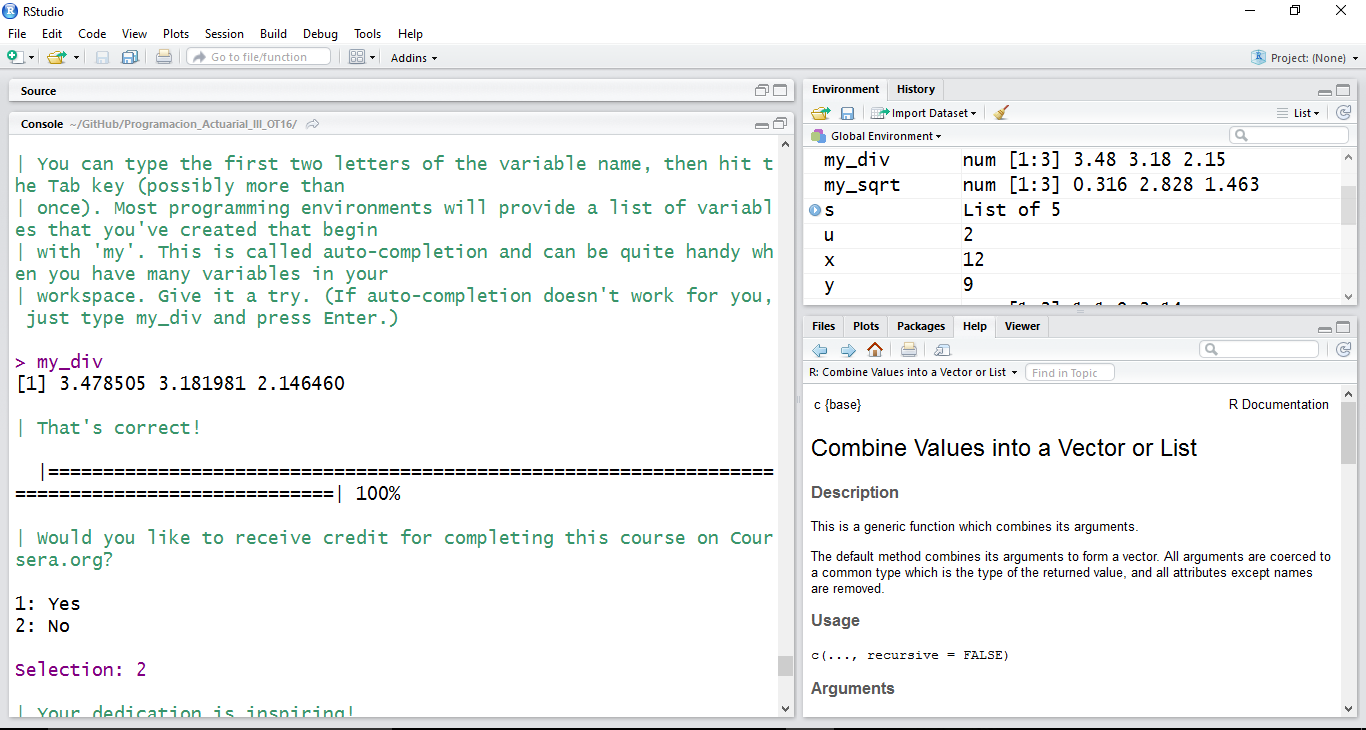 RStudio
File Edit Code View Plots Session Build Debug Tools Help
Go to file/function Addins Project: (None)
Source
Console ~/GitHub/Programacion_Actuarial_III_OT16/
| You can type the first two letters of the variable name, then hit t
he Tab key (possibly more than
| once). Most programming environments will provide a list of variabl
es that you've created that begin
| with 'my'. This is called auto-completion and can be quite handy wh
en you have many variables in your
| workspace. Give it a try. (If auto-completion doesn't work for you,
just type my_div and press Enter.)
> my_div
[1] 3.478505 3.181981 2.146460
| That's correct!
|===================================================================
=============================| 100%
| Would you like to receive credit for completing this course on Cour
sera.org?
1: Yes
2: No
Selection: 2
| Your dedication is inspiring!
Environment History
Import Dataset List
Global Environment
my_div num [1:3] 3.48 3.18 2.15
my_sqrt num [1:3] 0.316 2.828 1.463
s List of 5
u 2
x 12
y 9
Files Plots Packages Help Viewer
R: Combine Values into a Vector or List Find in Topic
c {base} R Documentation
Combine Values into a Vector or List
Description
This is a generic function which combines its arguments.
The default method combines its arguments to form a vector. All arguments are coerced to
a common type which is the type of the returned value, and all attributes except names
are removed.
Usage
c(..., recursive = FALSE)
Arguments